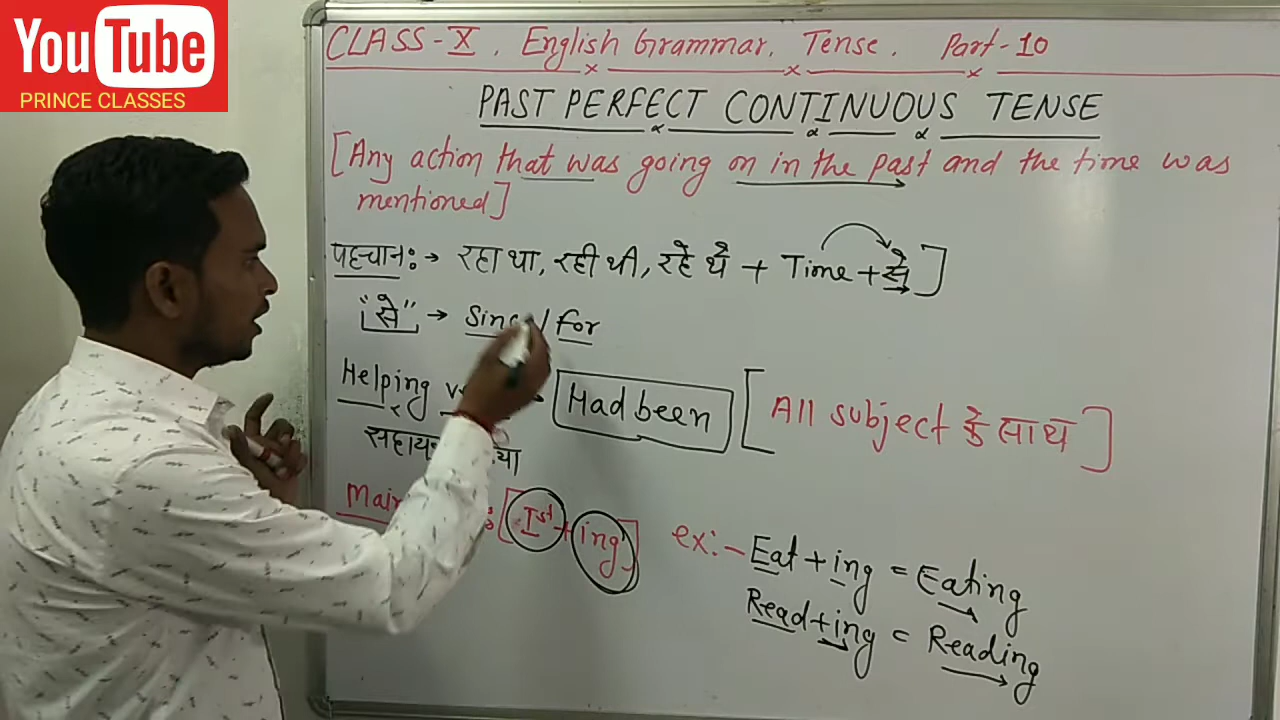 YouTube
PRINCE CLASSES
CLASS-X. English Grammar, Tense. Part-10
PAST PERFECT CONTINUOUS TENSE
[Any action that was going on in the past and the time was
mentioned]
पहचानः→ रहा था, रही थी, रहे थे + Time + से]
"से" → Sinc / for
Helping Had been [All subject के साथ]
[Ist + ing] ex:- Eat + ing = Eating
Read + ing = Reading